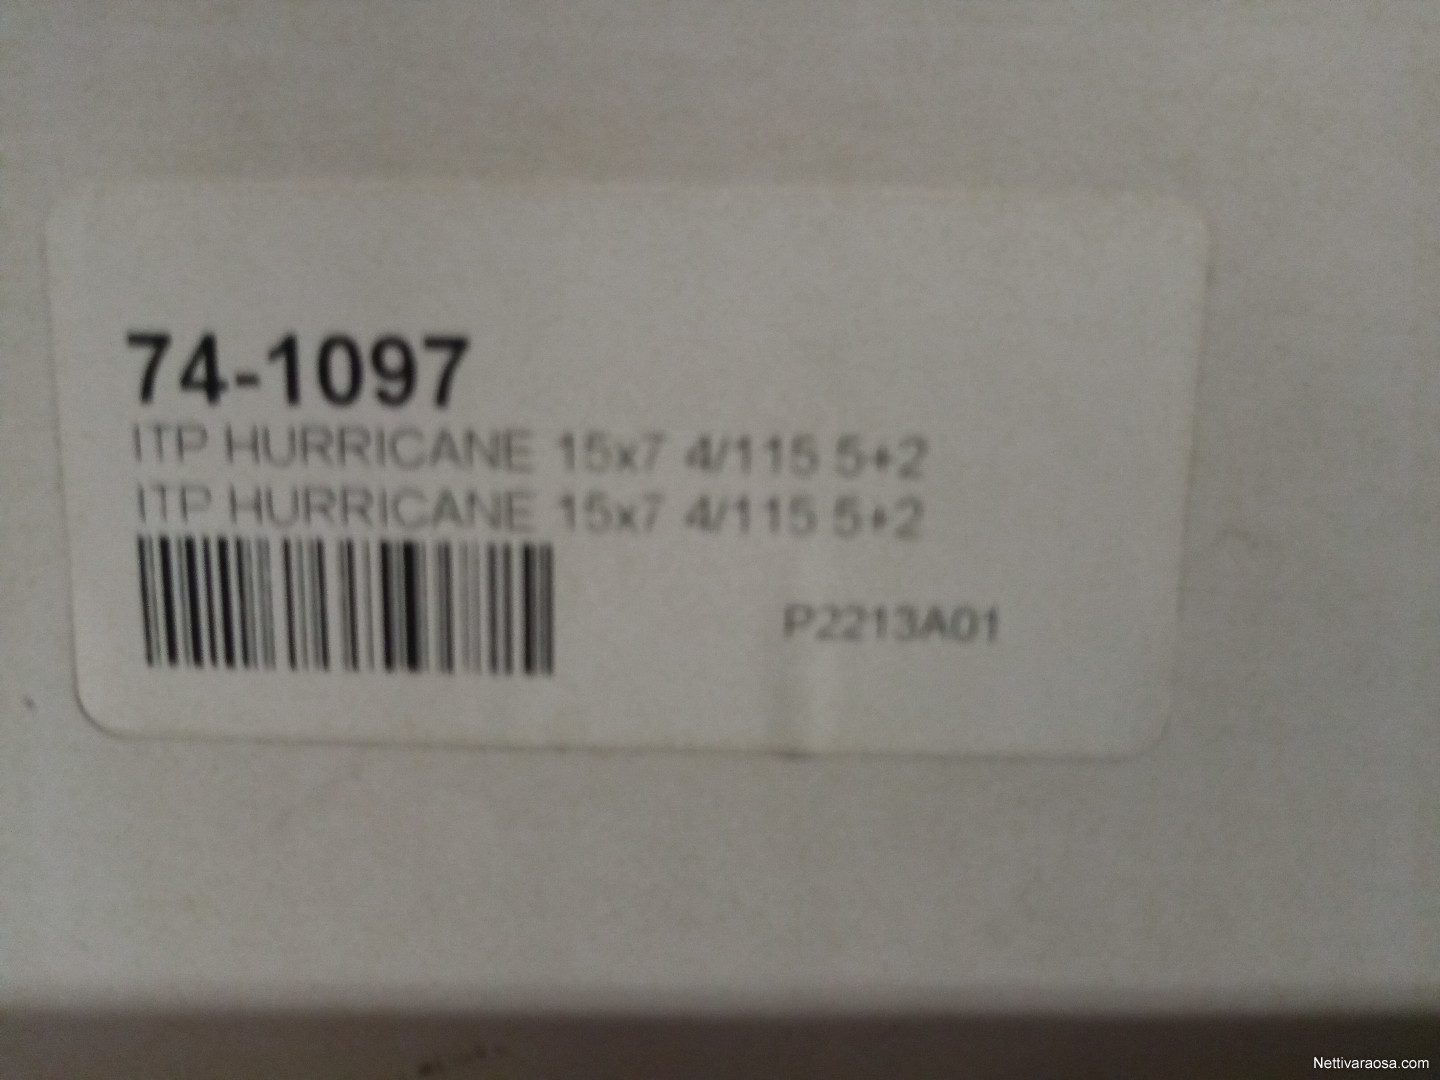 74-1097
ITP HURRICANE 15x7 4/115 5+2
ITP HURRICANE 15x7 4/115 5+2
P2213A01
Nettivaraosa.com